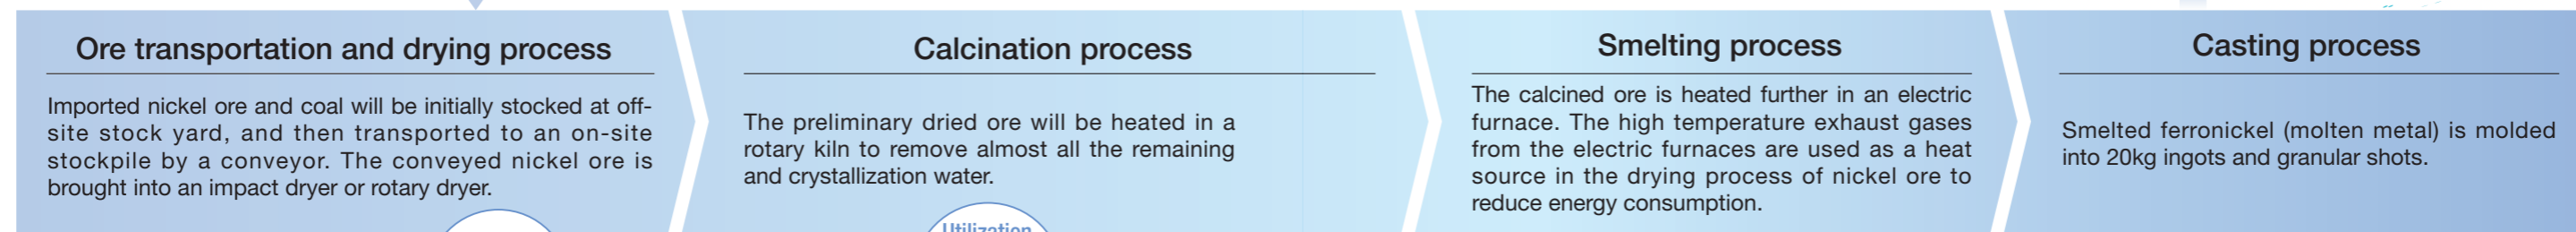 Ore transportation and drying process
Imported nickel ore and coal will be initially stocked at off-
site stock yard, and then transported to an on-site
stockpile by a conveyor. The conveyed nickel ore is
brought into an impact dryer or rotary dryer.
Calcination process
The preliminary dried ore will be heated in a
rotary kiln to remove almost all the remaining
and crystallization water.
Utilization
Smelting process
The calcined ore is heated further in an electric
furnace. The high temperature exhaust gases
from the electric furnaces are used as a heat
source in the drying process of nickel ore to
reduce energy consumption.
Casting process
Smelted ferronickel (molten metal) is molded
into 20kg ingots and granular shots.